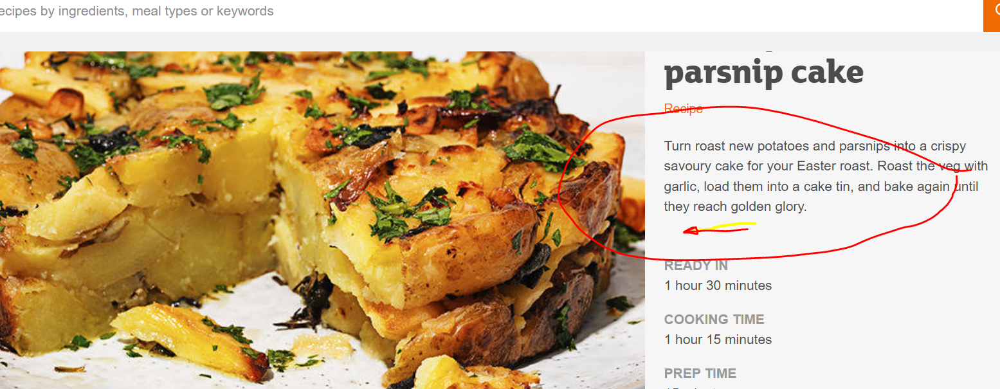 ecipes by ingredients, meal types or keywords
parsnip cake
Recipe
Turn roast new potatoes and parsnips into a crispy
savoury cake for your Easter roast. Roast the veg with
garlic, load them into a cake tin, and bake again until
they reach golden glory.
READY IN
1 hour 30 minutes
COOKING TIME
1 hour 15 minutes
PREP TIME